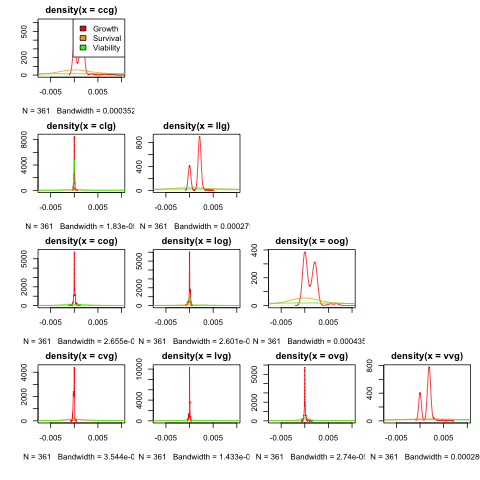 density(x = ccg)
Growth
Survival
Viability
0 200 600
-0.005 0.005
N = 361 Bandwidth = 0.000352
density(x = clg) density(x = llg)
0 4000 8000
0 400 800
-0.005 0.005 -0.005 0.005
N = 361 Bandwidth = 1.83e-05 N = 361 Bandwidth = 0.00027
density(x = cog) density(x = log) density(x = oog)
0 2000 5000
0 2000 5000
0 200 400
-0.005 0.005 -0.005 0.005 -0.005 0.005
N = 361 Bandwidth = 2.655e-0 N = 361 Bandwidth = 2.601e-0 N = 361 Bandwidth = 0.000435
density(x = cvg) density(x = lvg) density(x = ovg) density(x = vvg)
0 2000 4000
0 4000 10000
0 2000 5000
0 400 800
-0.005 0.005 -0.005 0.005 -0.005 0.005 -0.005 0.005
N = 361 Bandwidth = 3.544e-0 N = 361 Bandwidth = 1.433e-0 N = 361 Bandwidth = 2.74e-05 N = 361 Bandwidth = 0.00028